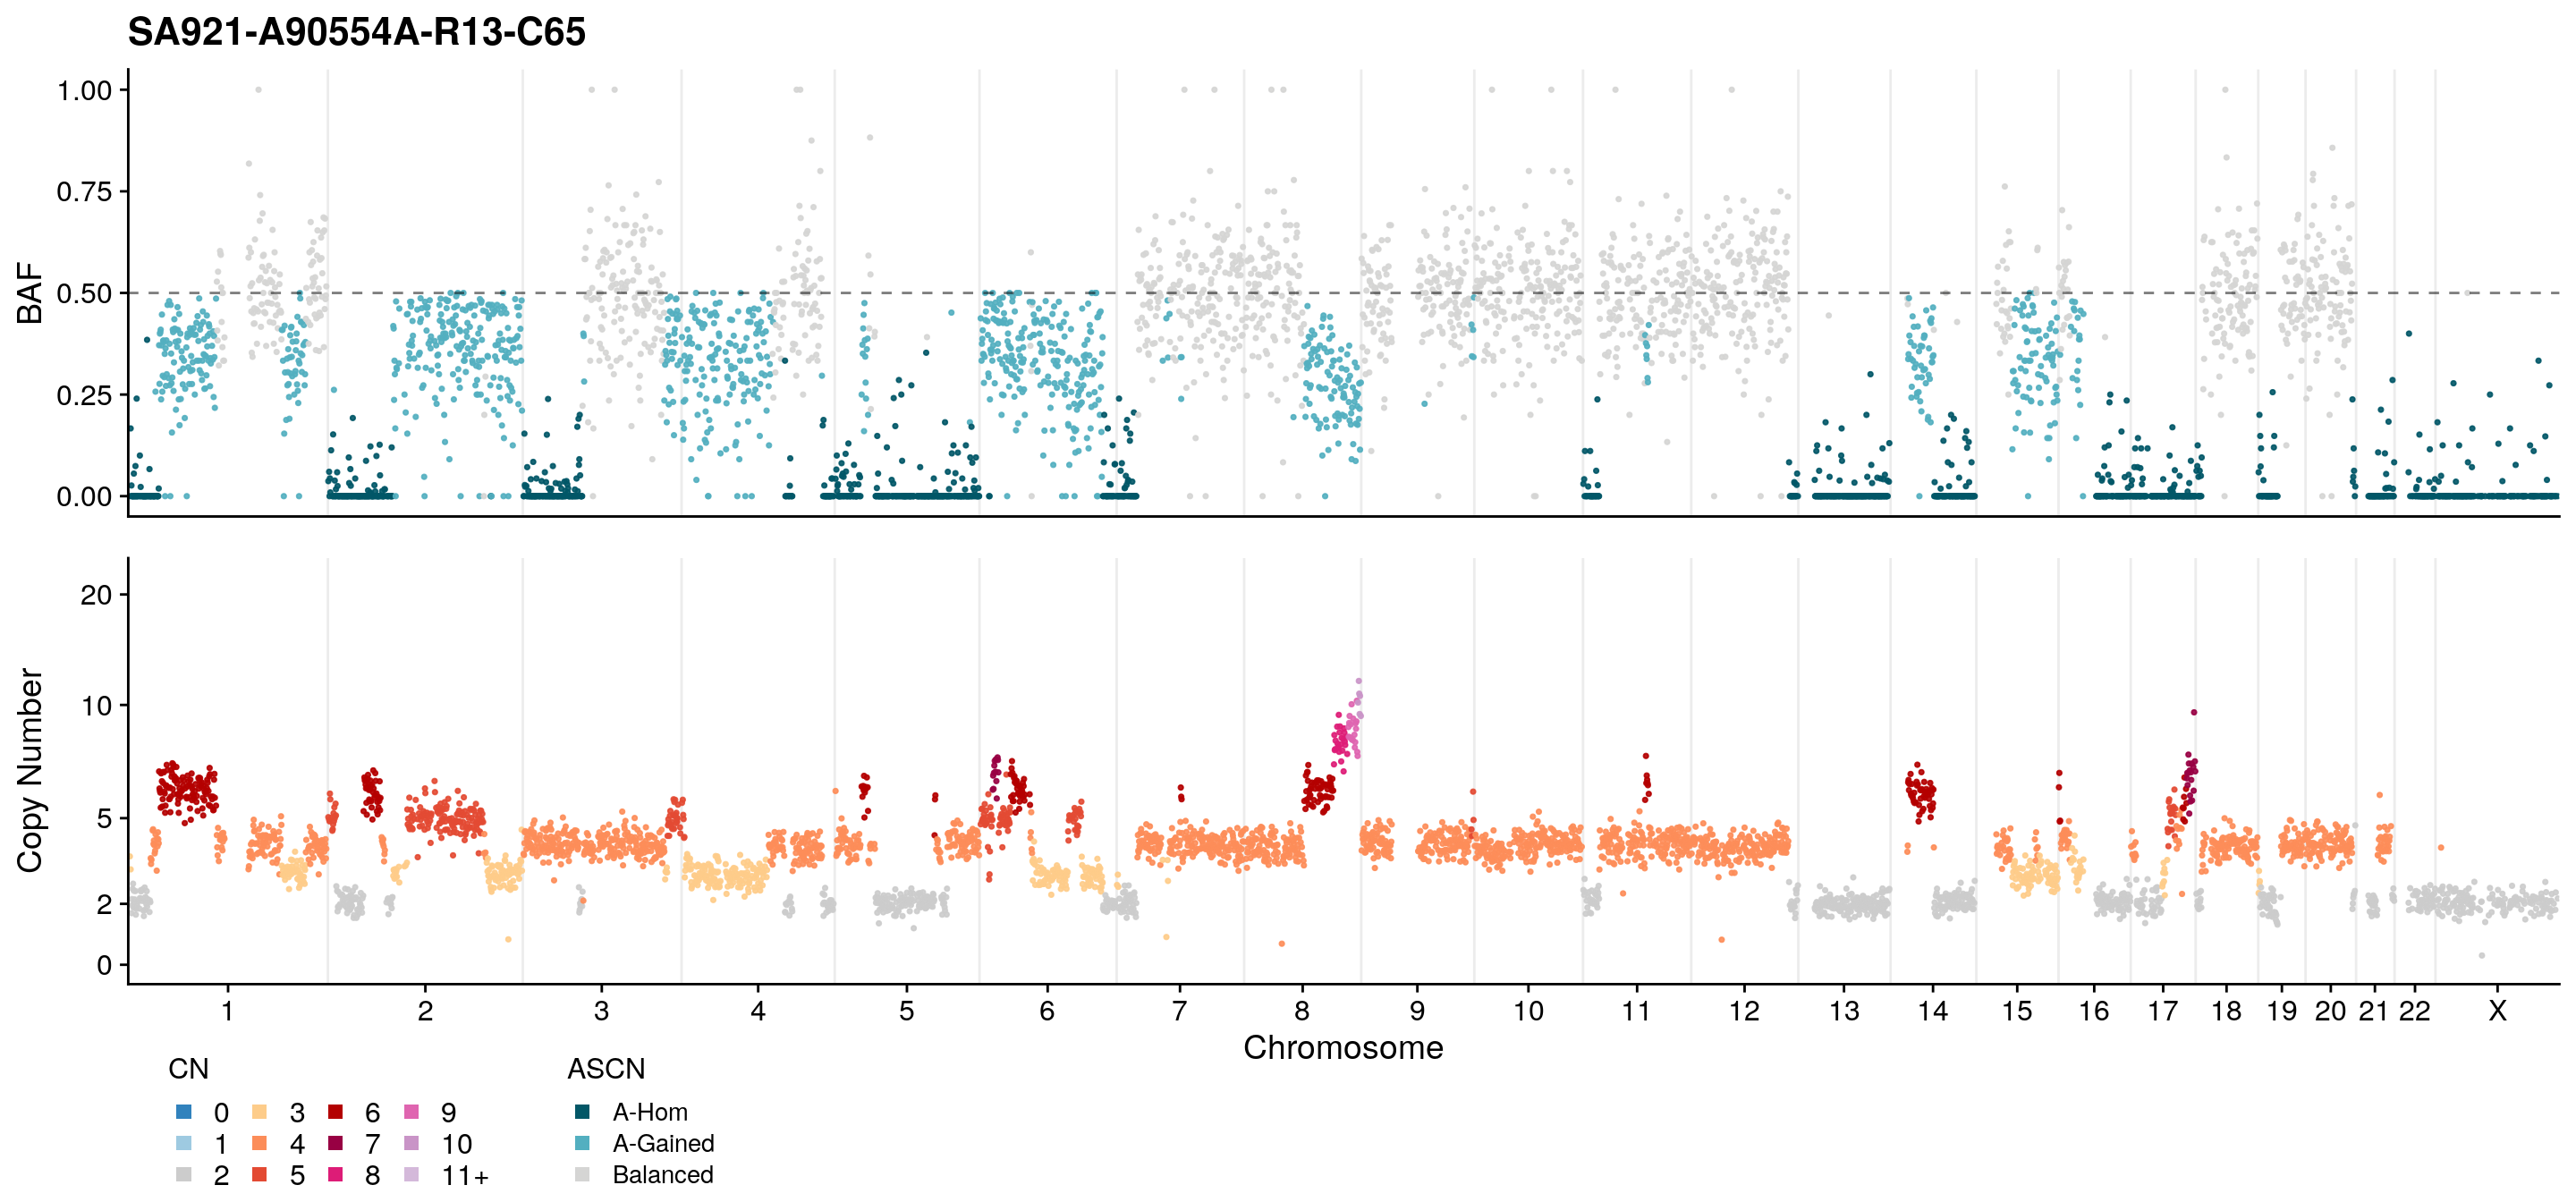 SA921-A90554A-R13-C65
BAF
1.00
0.75
0.50
0.25
0.00
Copy Number
20
10
5
2
0
1 2 3 4 5 6 7 8 9 10 11 12 13 14 15 16 17 18 19 20 21 22 X
Chromosome
CN ASCN
0 3 6 9 A-Hom
1 4 7 10 A-Gained
2 5 8 11+ Balanced